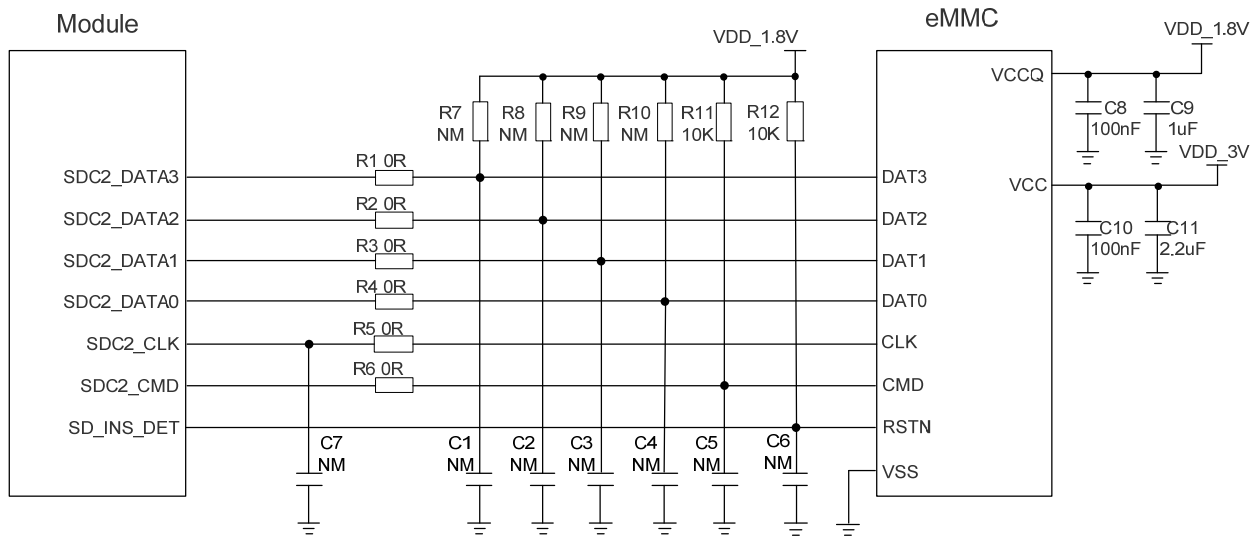 Module
eMMC
VDD_1.8V
VDD_1.8V
VCCQ
R7
NM
R8
NM
R9
NM
R10
NM
R11
10K
R12
10K
C8
100nF
C9
1uF
VDD_3V
VCC
C10
100nF
C11
2.2uF
SDC2_DATA3
R1 0R
DAT3
SDC2_DATA2
R2 0R
DAT2
SDC2_DATA1
R3 0R
DAT1
SDC2_DATA0
R4 0R
DAT0
SDC2_CLK
R5 0R
CLK
SDC2_CMD
R6 0R
CMD
SD_INS_DET
RSTN
C7
NM
C1
NM
C2
NM
C3
NM
C4
NM
C5
NM
C6
NM
VSS